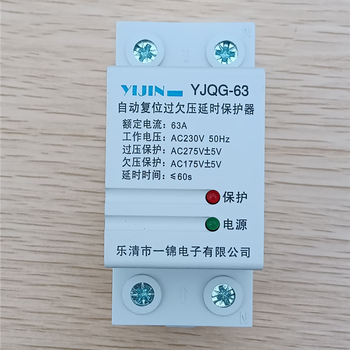 YIJIN YJQG-63
自动复位过欠压延时保护器
额定电流：63A
工作电压：AC230V 50Hz
过压保护：AC275V±5V
欠压保护：AC175V±5V
延时时间：≤60s
保护
电源
乐清市一锦电子有限公司
N